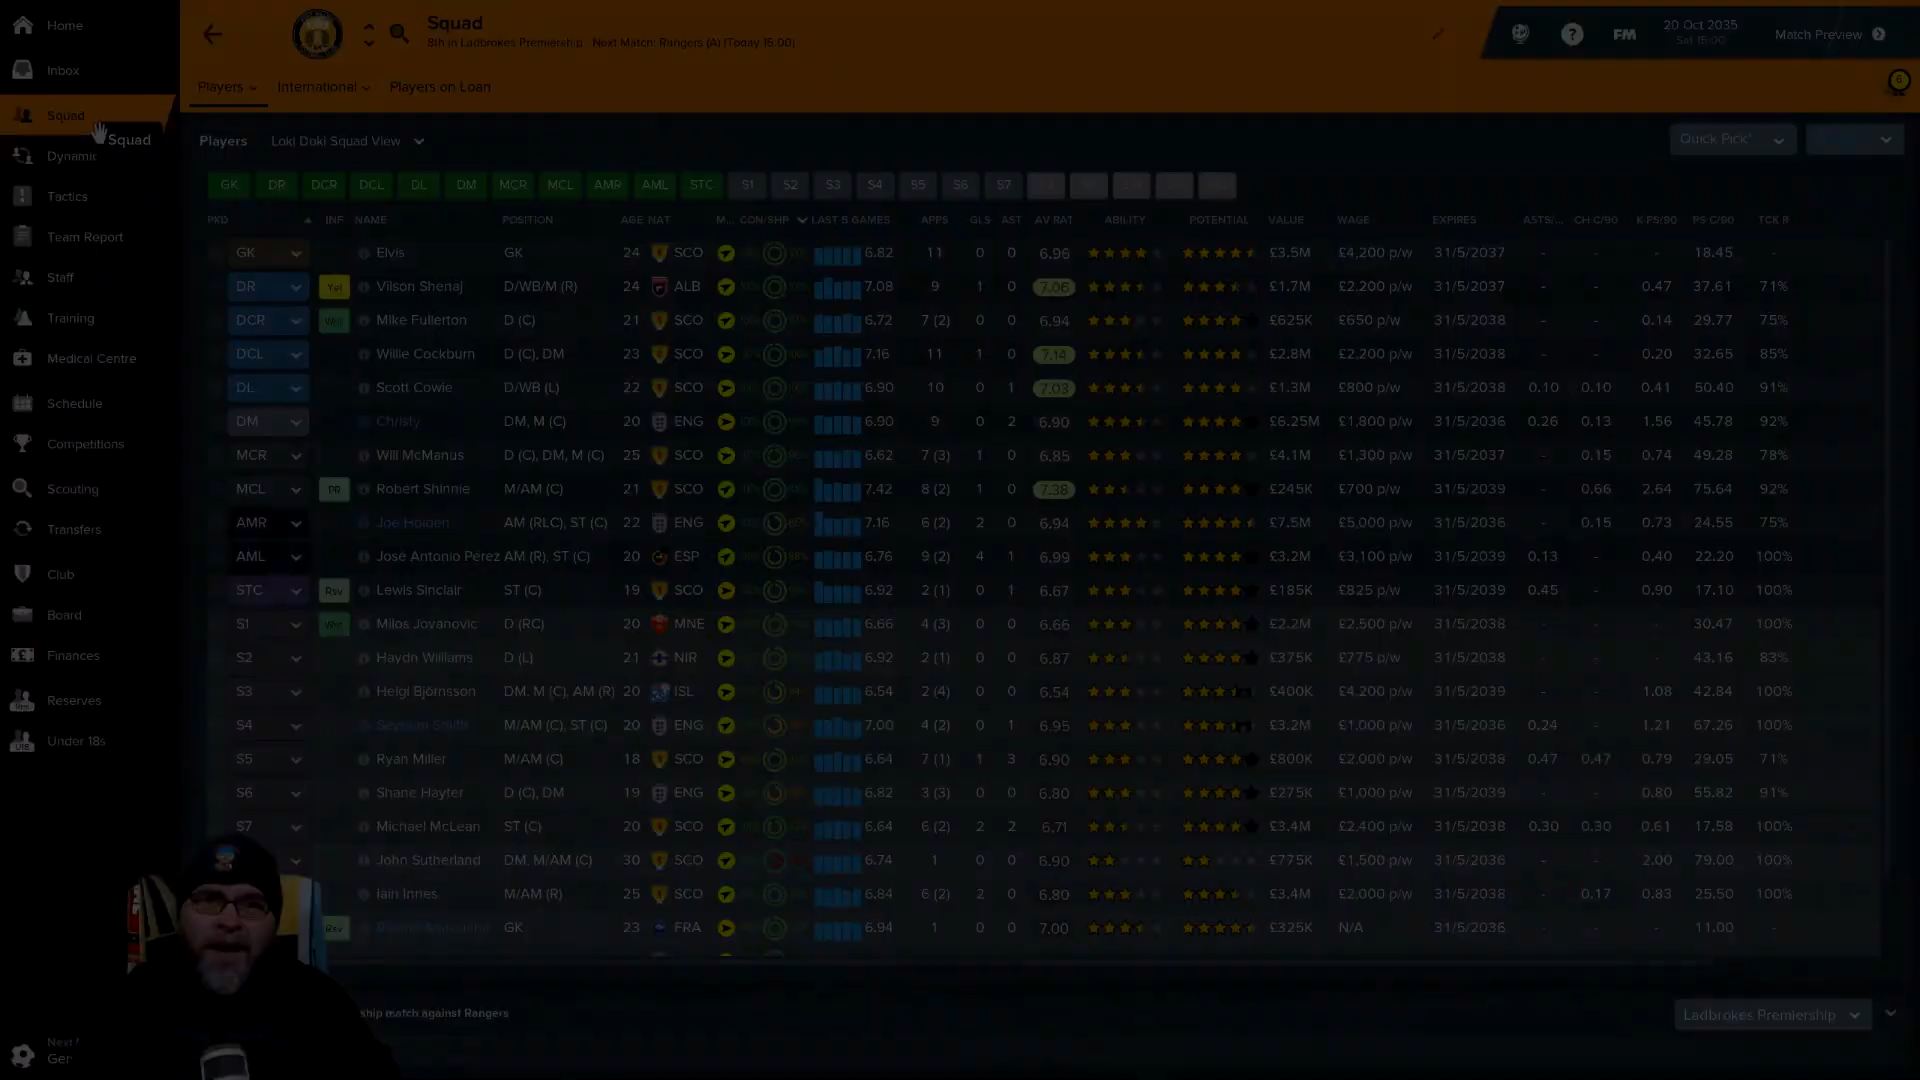 Home
Squad
8th in Ladbrokes Premiership Next Match: Rangers (A) (Today 15:00)
FM
20 Oct 2035
Sat 15:00
Match Preview
Inbox
Players International Players on Loan
6
Squad
Squad
Players Loki Doki Squad View
Quick Pick
Dynamic
GK DR DCR DCL DL DM MCR MCL AMR AML STC S1 S2 S3 S4 S5 S6 S7
Tactics
Team Report
Staff
Training
Medical Centre
Schedule
Competitions
Scouting
Transfers
Club
Board
Finances
Reserves
Under 18s
PKD INF NAME POSITION AGE NAT M... CON/SHP LAST 5 GAMES APPS GLS AST AV RAT ABILITY POTENTIAL VALUE WAGE EXPIRES ASTS/... CH C/90 K PS/90 PS C/90 TCK R
GK Elvis GK 24 SCO 6.82 11 0 0 6.96 £3.5M £4,200 p/w 31/5/2037 - - - 18.45 -
DR Yel Vilson Shenaj D/WB/M (R) 24 ALB 7.08 9 1 0 7.06 £1.7M £2,200 p/w 31/5/2037 - - 0.47 37.61 71%
DCR Wnt Mike Fullerton D (C) 21 SCO 6.72 7 (2) 0 0 6.94 £625K £650 p/w 31/5/2038 - - 0.14 29.77 75%
DCL Willie Cockburn D (C), DM 23 SCO 7.16 11 1 0 7.14 £2.8M £2,200 p/w 31/5/2038 - - 0.20 32.65 85%
DL Scott Cowie D/WB (L) 22 SCO 6.90 10 0 1 7.03 £1.3M £800 p/w 31/5/2038 0.10 0.10 0.41 50.40 91%
DM Christy DM, M (C) 20 ENG 6.90 9 0 2 6.90 £6.25M £1,800 p/w 31/5/2036 0.26 0.13 1.56 45.78 92%
MCR Will McManus D (C), DM, M (C) 25 SCO 6.62 7 (3) 1 0 6.85 £4.1M £1,300 p/w 31/5/2037 - 0.15 0.74 49.28 78%
MCL PR Robert Shinnie M/AM (C) 21 SCO 7.42 8 (2) 1 0 7.38 £245K £700 p/w 31/5/2039 - 0.66 2.64 75.64 92%
AMR Joe Holden AM (RLC), ST (C) 22 ENG 7.16 6 (2) 2 0 6.94 £7.5M £5,000 p/w 31/5/2036 - 0.15 0.73 24.55 75%
AML José Antonio Pérez AM (R), ST (C) 20 ESP 6.76 9 (2) 4 1 6.99 £3.2M £3,100 p/w 31/5/2039 0.13 - 0.40 22.20 100%
STC Rsv Lewis Sinclair ST (C) 19 SCO 6.92 2 (1) 0 1 6.67 £185K £825 p/w 31/5/2039 0.45 - 0.90 17.10 100%
S1 Wnt Milos Jovanovic D (RC) 20 MNE 6.66 4 (3) 0 0 6.66 £2.2M £2,500 p/w 31/5/2038 - - - 30.47 100%
S2 Haydn Williams D (L) 21 NIR 6.92 2 (1) 0 0 6.87 £375K £775 p/w 31/5/2038 - - - 43.16 83%
S3 Helgi Björnsson DM, M (C), AM (R) 20 ISL 6.54 2 (4) 0 0 6.54 £400K £4,200 p/w 31/5/2039 - - 1.08 42.84 100%
S4 Smith M/AM (C), ST (C) 20 ENG 7.00 4 (2) 0 1 6.95 £3.2M £1,000 p/w 31/5/2036 0.24 - 1.21 67.26 100%
S5 Ryan Miller M/AM (C) 18 SCO 6.64 7 (1) 1 3 6.90 £800K £2,000 p/w 31/5/2038 0.47 0.47 0.79 29.05 71%
S6 Shane Hayter D (C), DM 19 ENG 6.82 3 (3) 0 0 6.80 £275K £1,000 p/w 31/5/2039 - - 0.80 55.82 91%
S7 Michael McLean ST (C) 20 SCO 6.64 6 (2) 2 2 6.71 £3.4M £2,400 p/w 31/5/2038 0.30 0.30 0.61 17.58 100%
John Sutherland DM, M/AM (C) 30 SCO 6.74 1 0 0 6.90 £775K £1,500 p/w 31/5/2036 - - 2.00 79.00 100%
Iain Innes M/AM (R) 25 SCO 6.84 6 (2) 2 0 6.80 £3.4M £2,000 p/w 31/5/2038 - 0.17 0.83 25.50 100%
Rsv GK 23 FRA 6.94 1 0 0 7.00 £325K N/A 31/5/2036 - - - 11.00 -
ship match against Rangers
Ladbrokes Premiership
Next
Ger